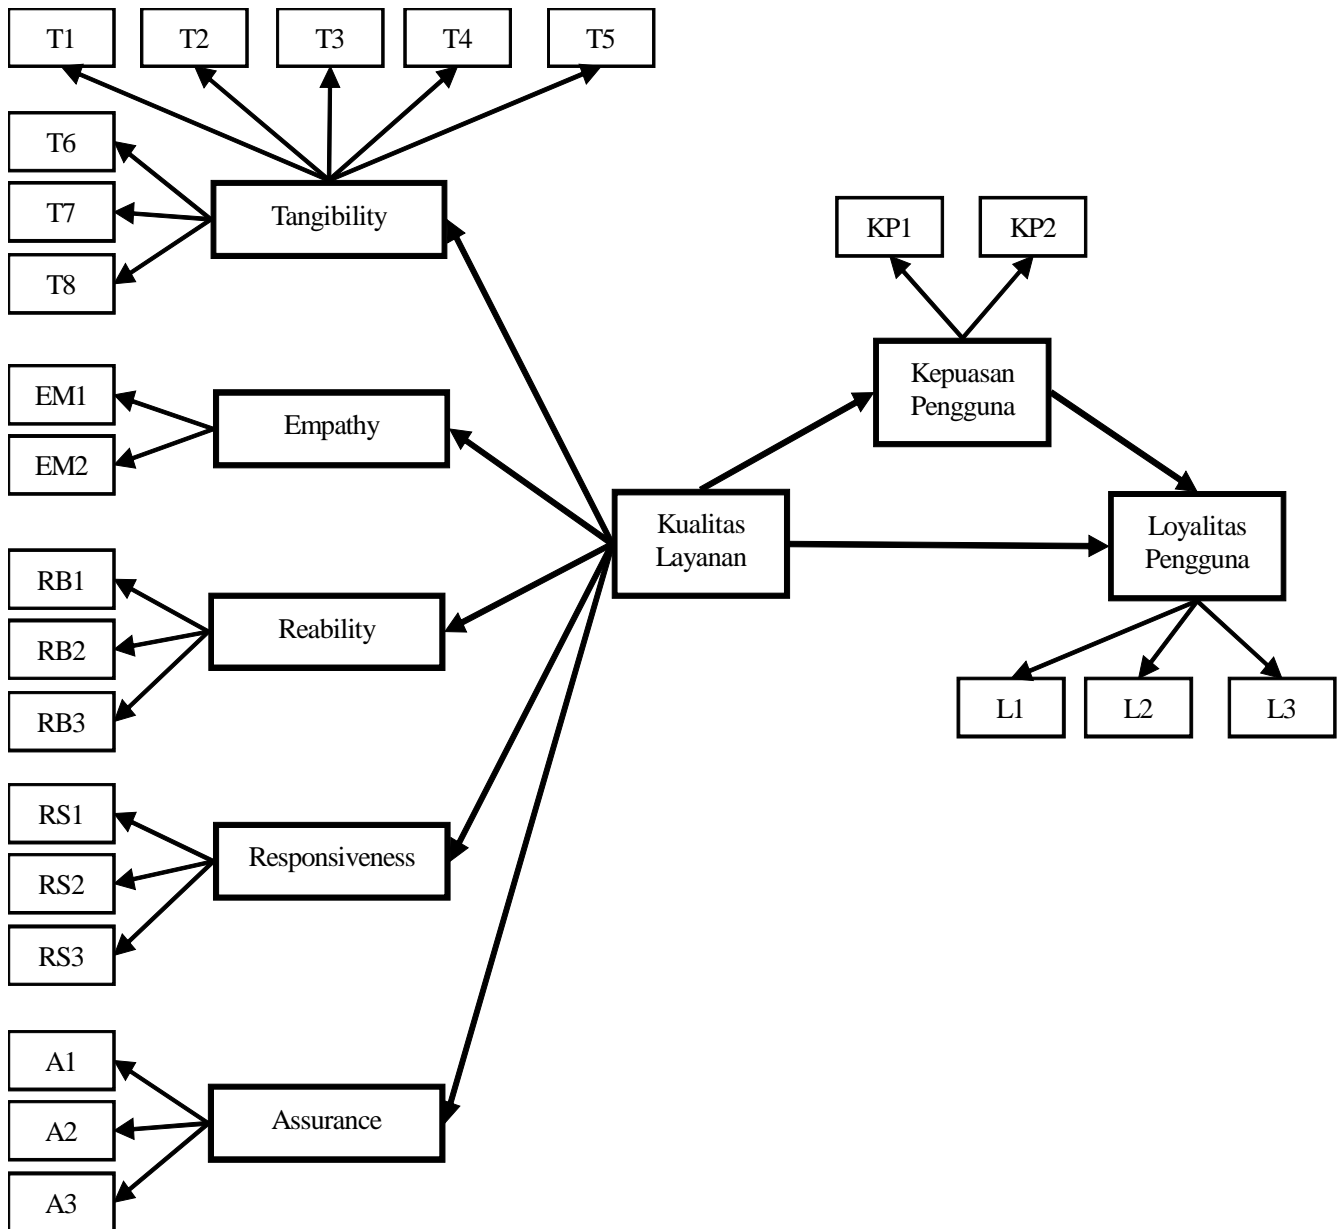 T1
T2
T3
T4
T5
T6
T7
T8
Tangibility
KP1
KP2
Kepuasan
Pengguna
EM1
EM2
Empathy
Kualitas
Layanan
Loyalitas
Pengguna
RB1
RB2
RB3
Reability
L1
L2
L3
RS1
RS2
RS3
Responsiveness
A1
A2
A3
Assurance